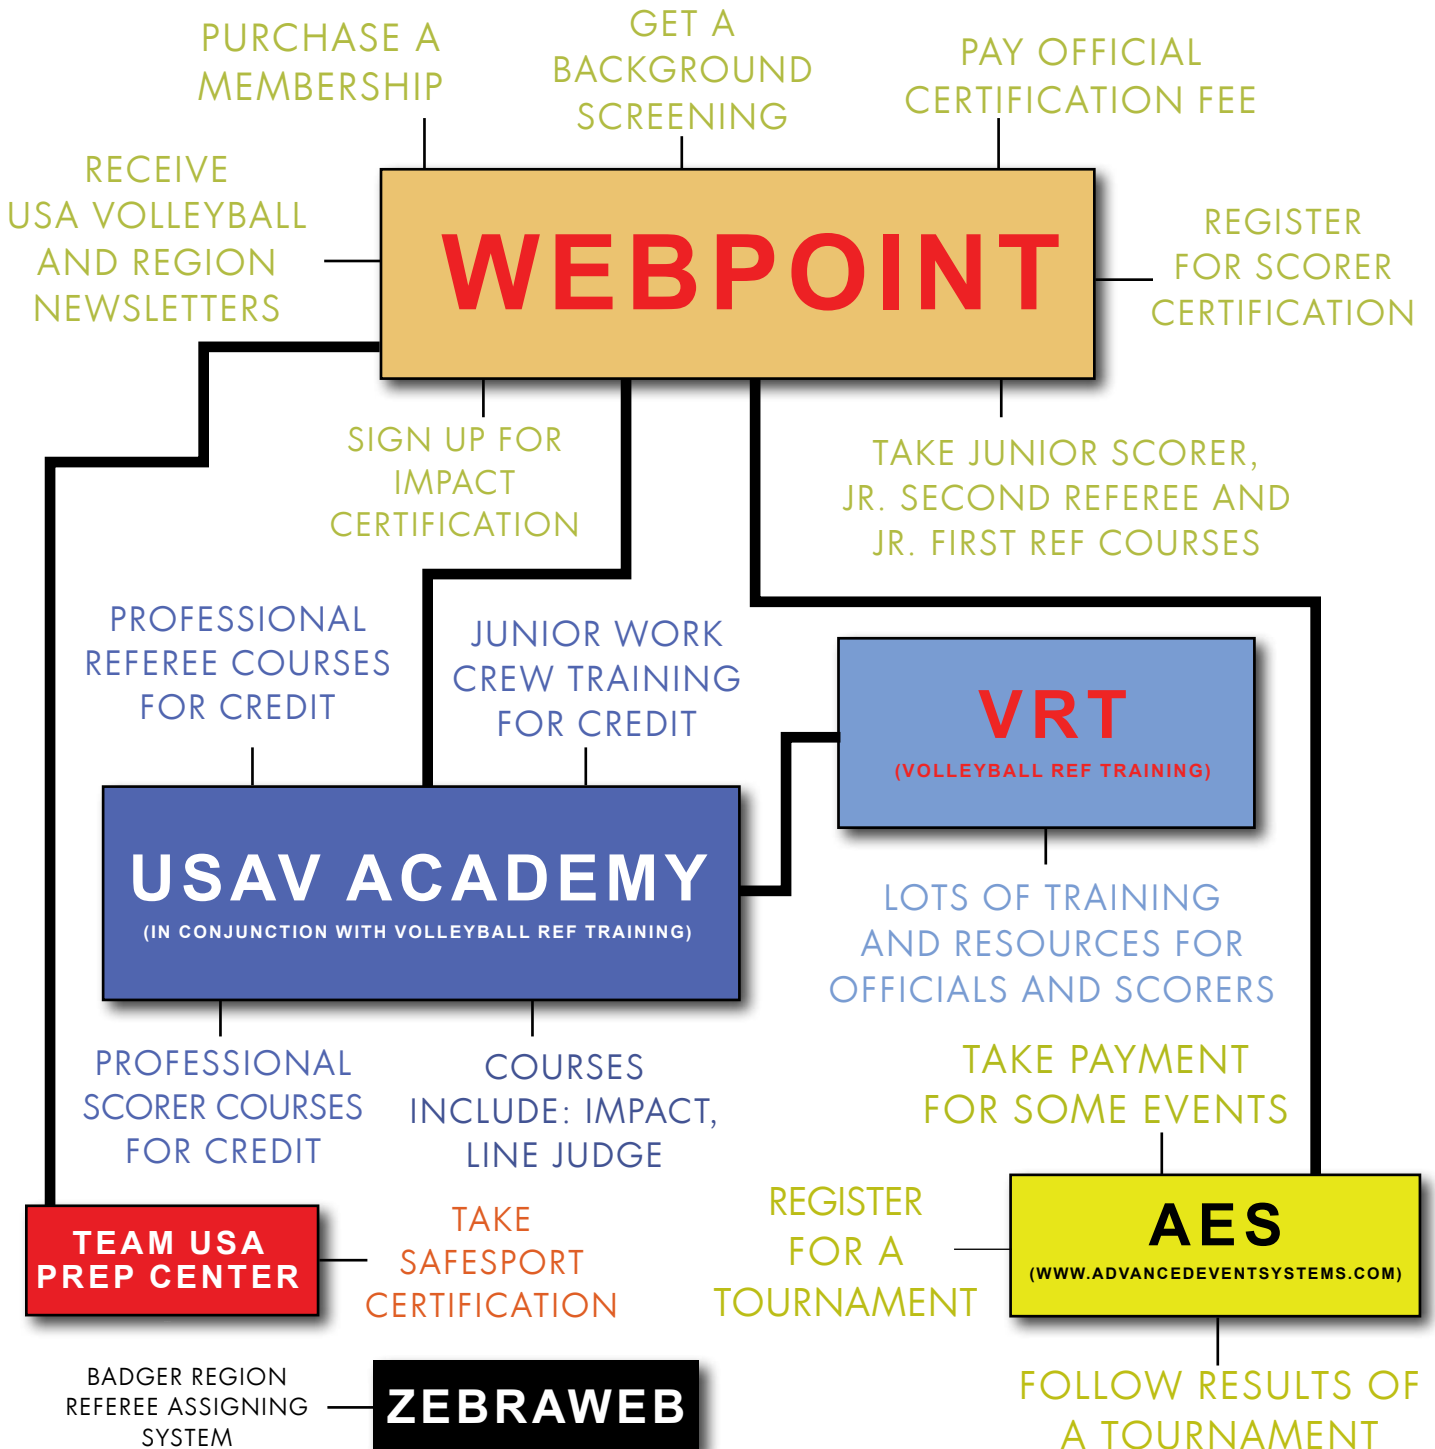 PURCHASE A
MEMBERSHIP
GET A
BACKGROUND
SCREENING
PAY OFFICIAL
CERTIFICATION FEE
RECEIVE
USA VOLLEYBALL
AND REGION
NEWSLETTERS
WEBPOINT
REGISTER
FOR SCORER
CERTIFICATION
SIGN UP FOR
IMPACT
CERTIFICATION
TAKE JUNIOR SCORER,
JR. SECOND REFEREE AND
JR. FIRST REF COURSES
PROFESSIONAL
REFEREE COURSES
FOR CREDIT
JUNIOR WORK
CREW TRAINING
FOR CREDIT
VRT
(VOLLEYBALL REF TRAINING)
USAV ACADEMY
(IN CONJUNCTION WITH VOLLEYBALL REF TRAINING)
LOTS OF TRAINING
AND RESOURCES FOR
OFFICIALS AND SCORERS
PROFESSIONAL
SCORER COURSES
FOR CREDIT
COURSES
INCLUDE: IMPACT,
LINE JUDGE
TAKE PAYMENT
FOR SOME EVENTS
TEAM USA
PREP CENTER
TAKE
SAFESPORT
CERTIFICATION
REGISTER
FOR A
TOURNAMENT
AES
(WWW.ADVANCEDEVENTSYSTEMS.COM)
BADGER REGION
REFEREE ASSIGNING
SYSTEM
ZEBRAWEB
FOLLOW RESULTS OF
A TOURNAMENT